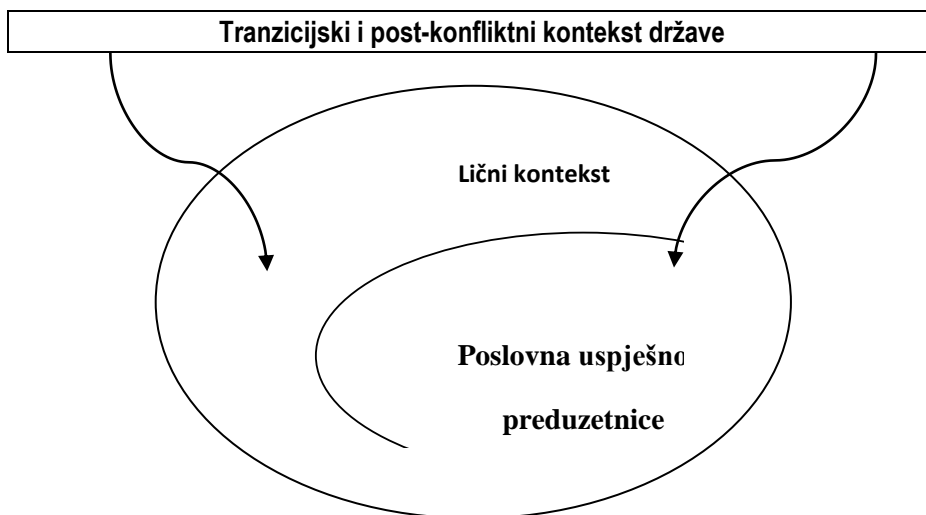 Tranzicijski i post-konfliktni kontekst države
Lični kontekst
Poslovna uspješno
preduzetnice